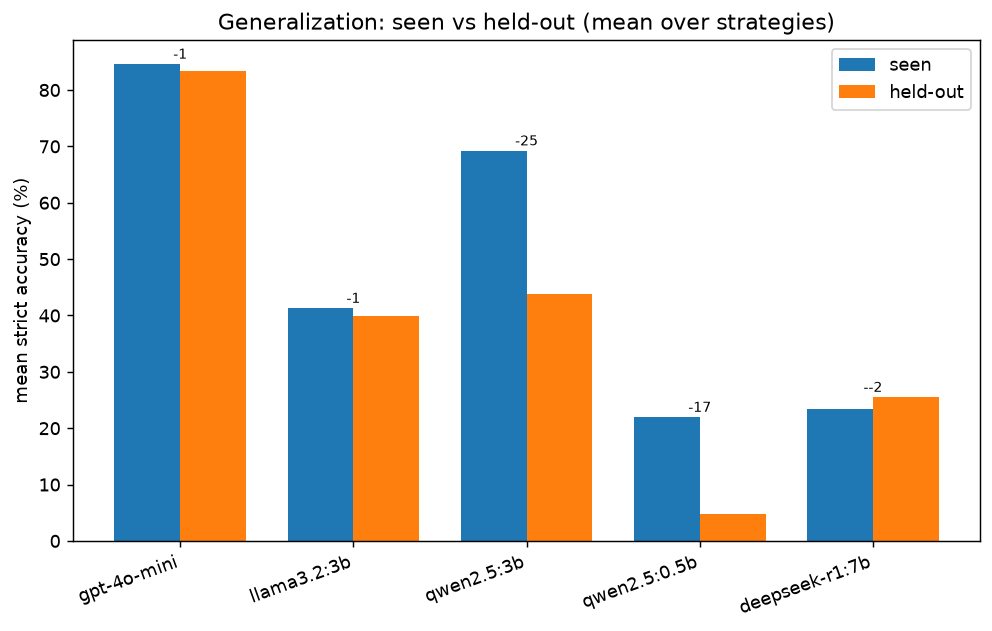 Generalization: seen vs held-out (mean over strategies)
seen
held-out
mean strict accuracy (%)
80
70
60
50
40
30
20
10
0
-1
-1
-25
-17
--2
gpt-4o-mini
llama3.2:3b
qwen2.5:3b
qwen2.5:0.5b
deepseek-r1:7b